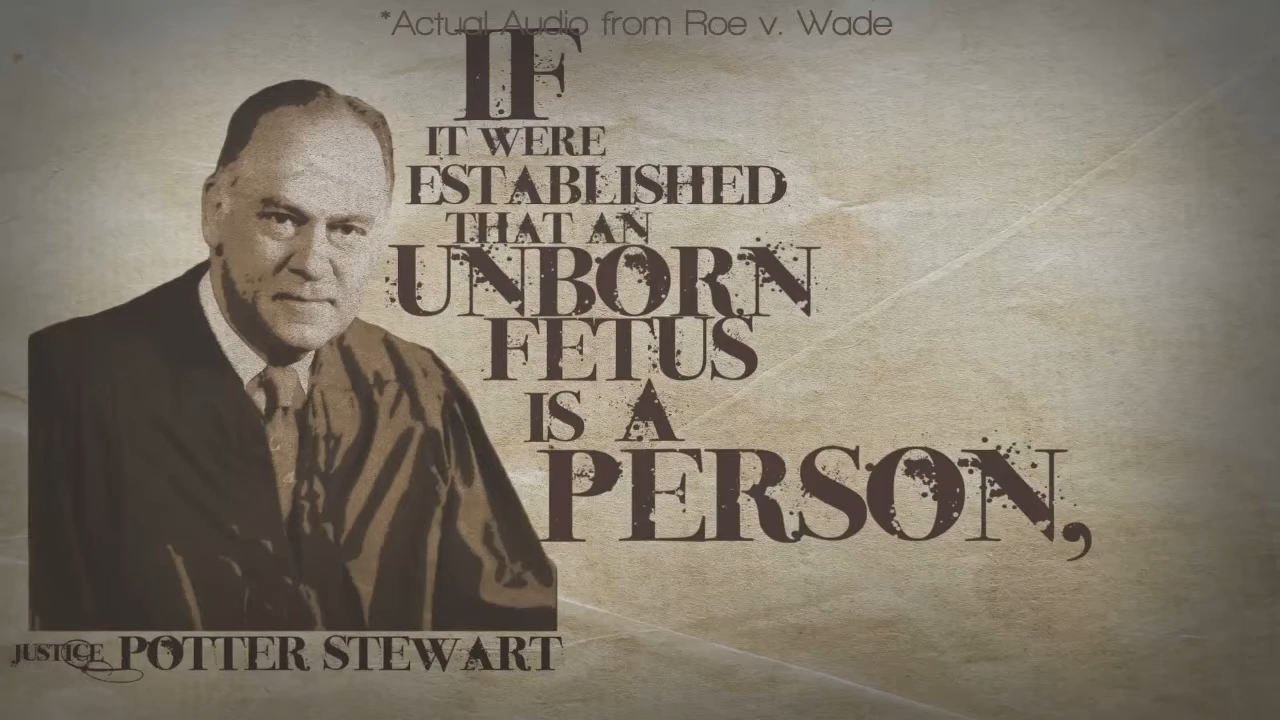 *Actual Audio from Roe v. Wade
IF
IT WERE
ESTABLISHED
THAT AN
UNBORN
FETUS
IS A
PERSON,
JUSTICE POTTER STEWART